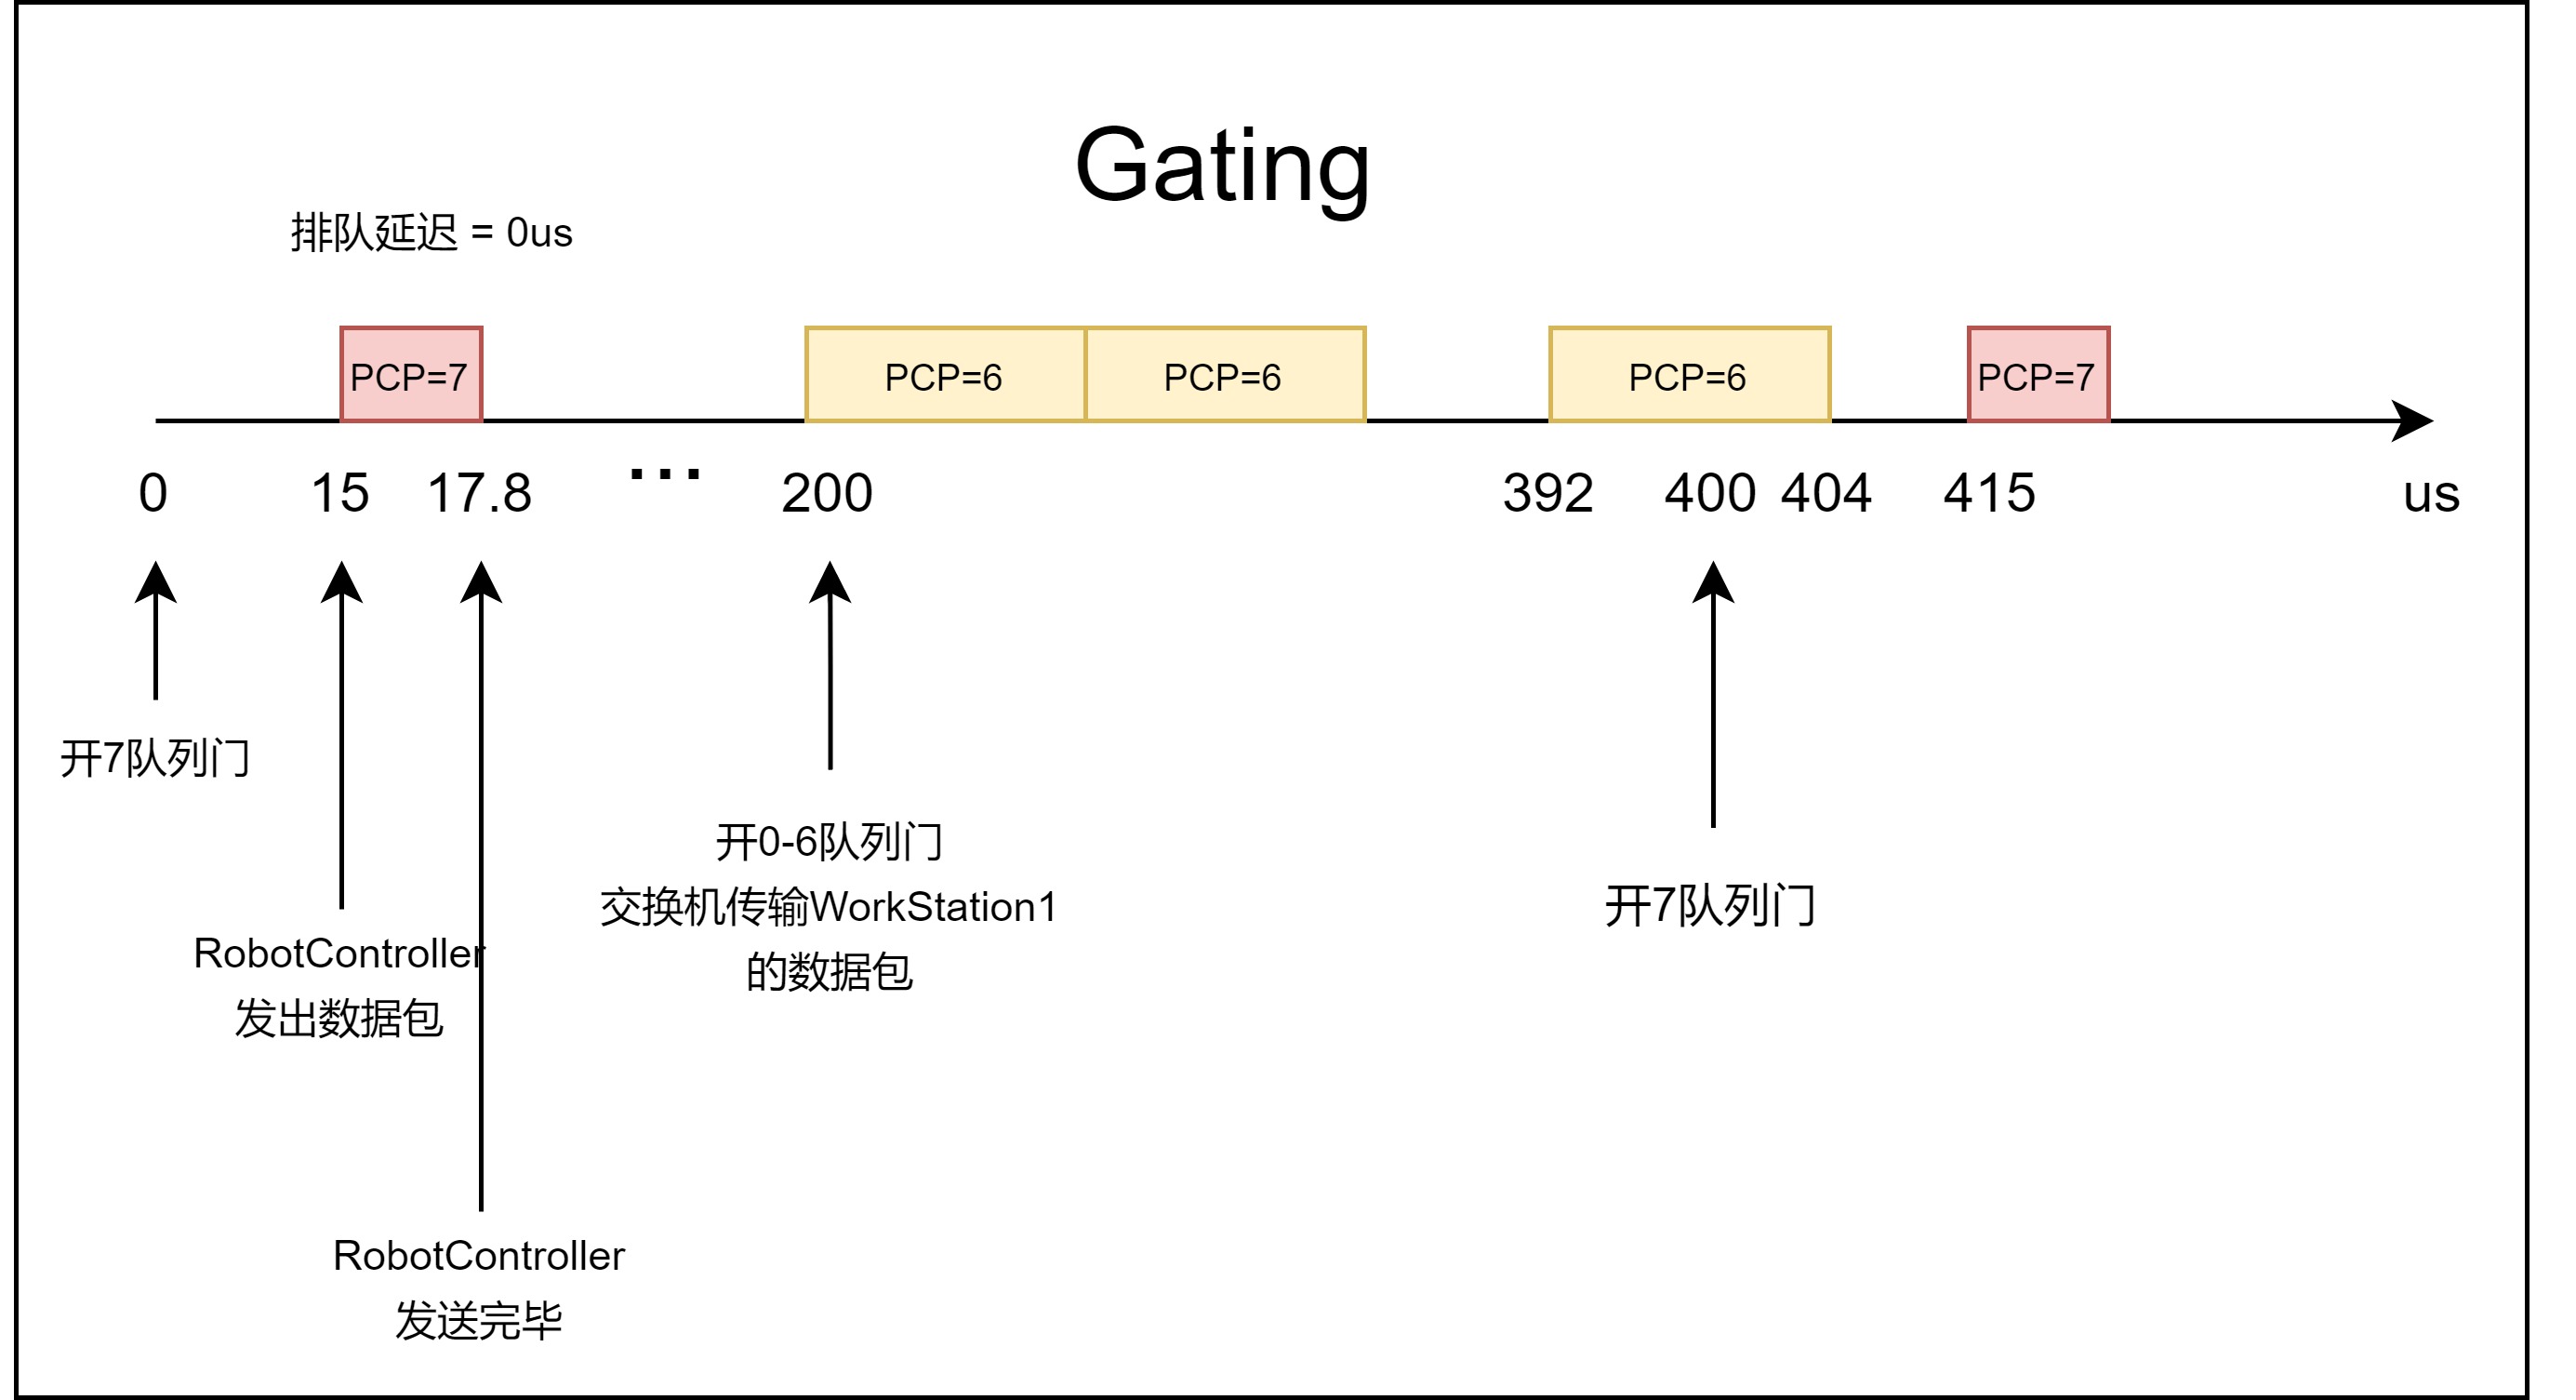 Gating
排队延迟 = 0us
PCP=7
PCP=6
PCP=6
PCP=6
PCP=7
0
15
17.8
...
200
392
400
404
415
us
开7队列门
开0-6队列门
交换机传输WorkStation1
的数据包
开7队列门
RobotController
发出数据包
RobotController
发送完毕